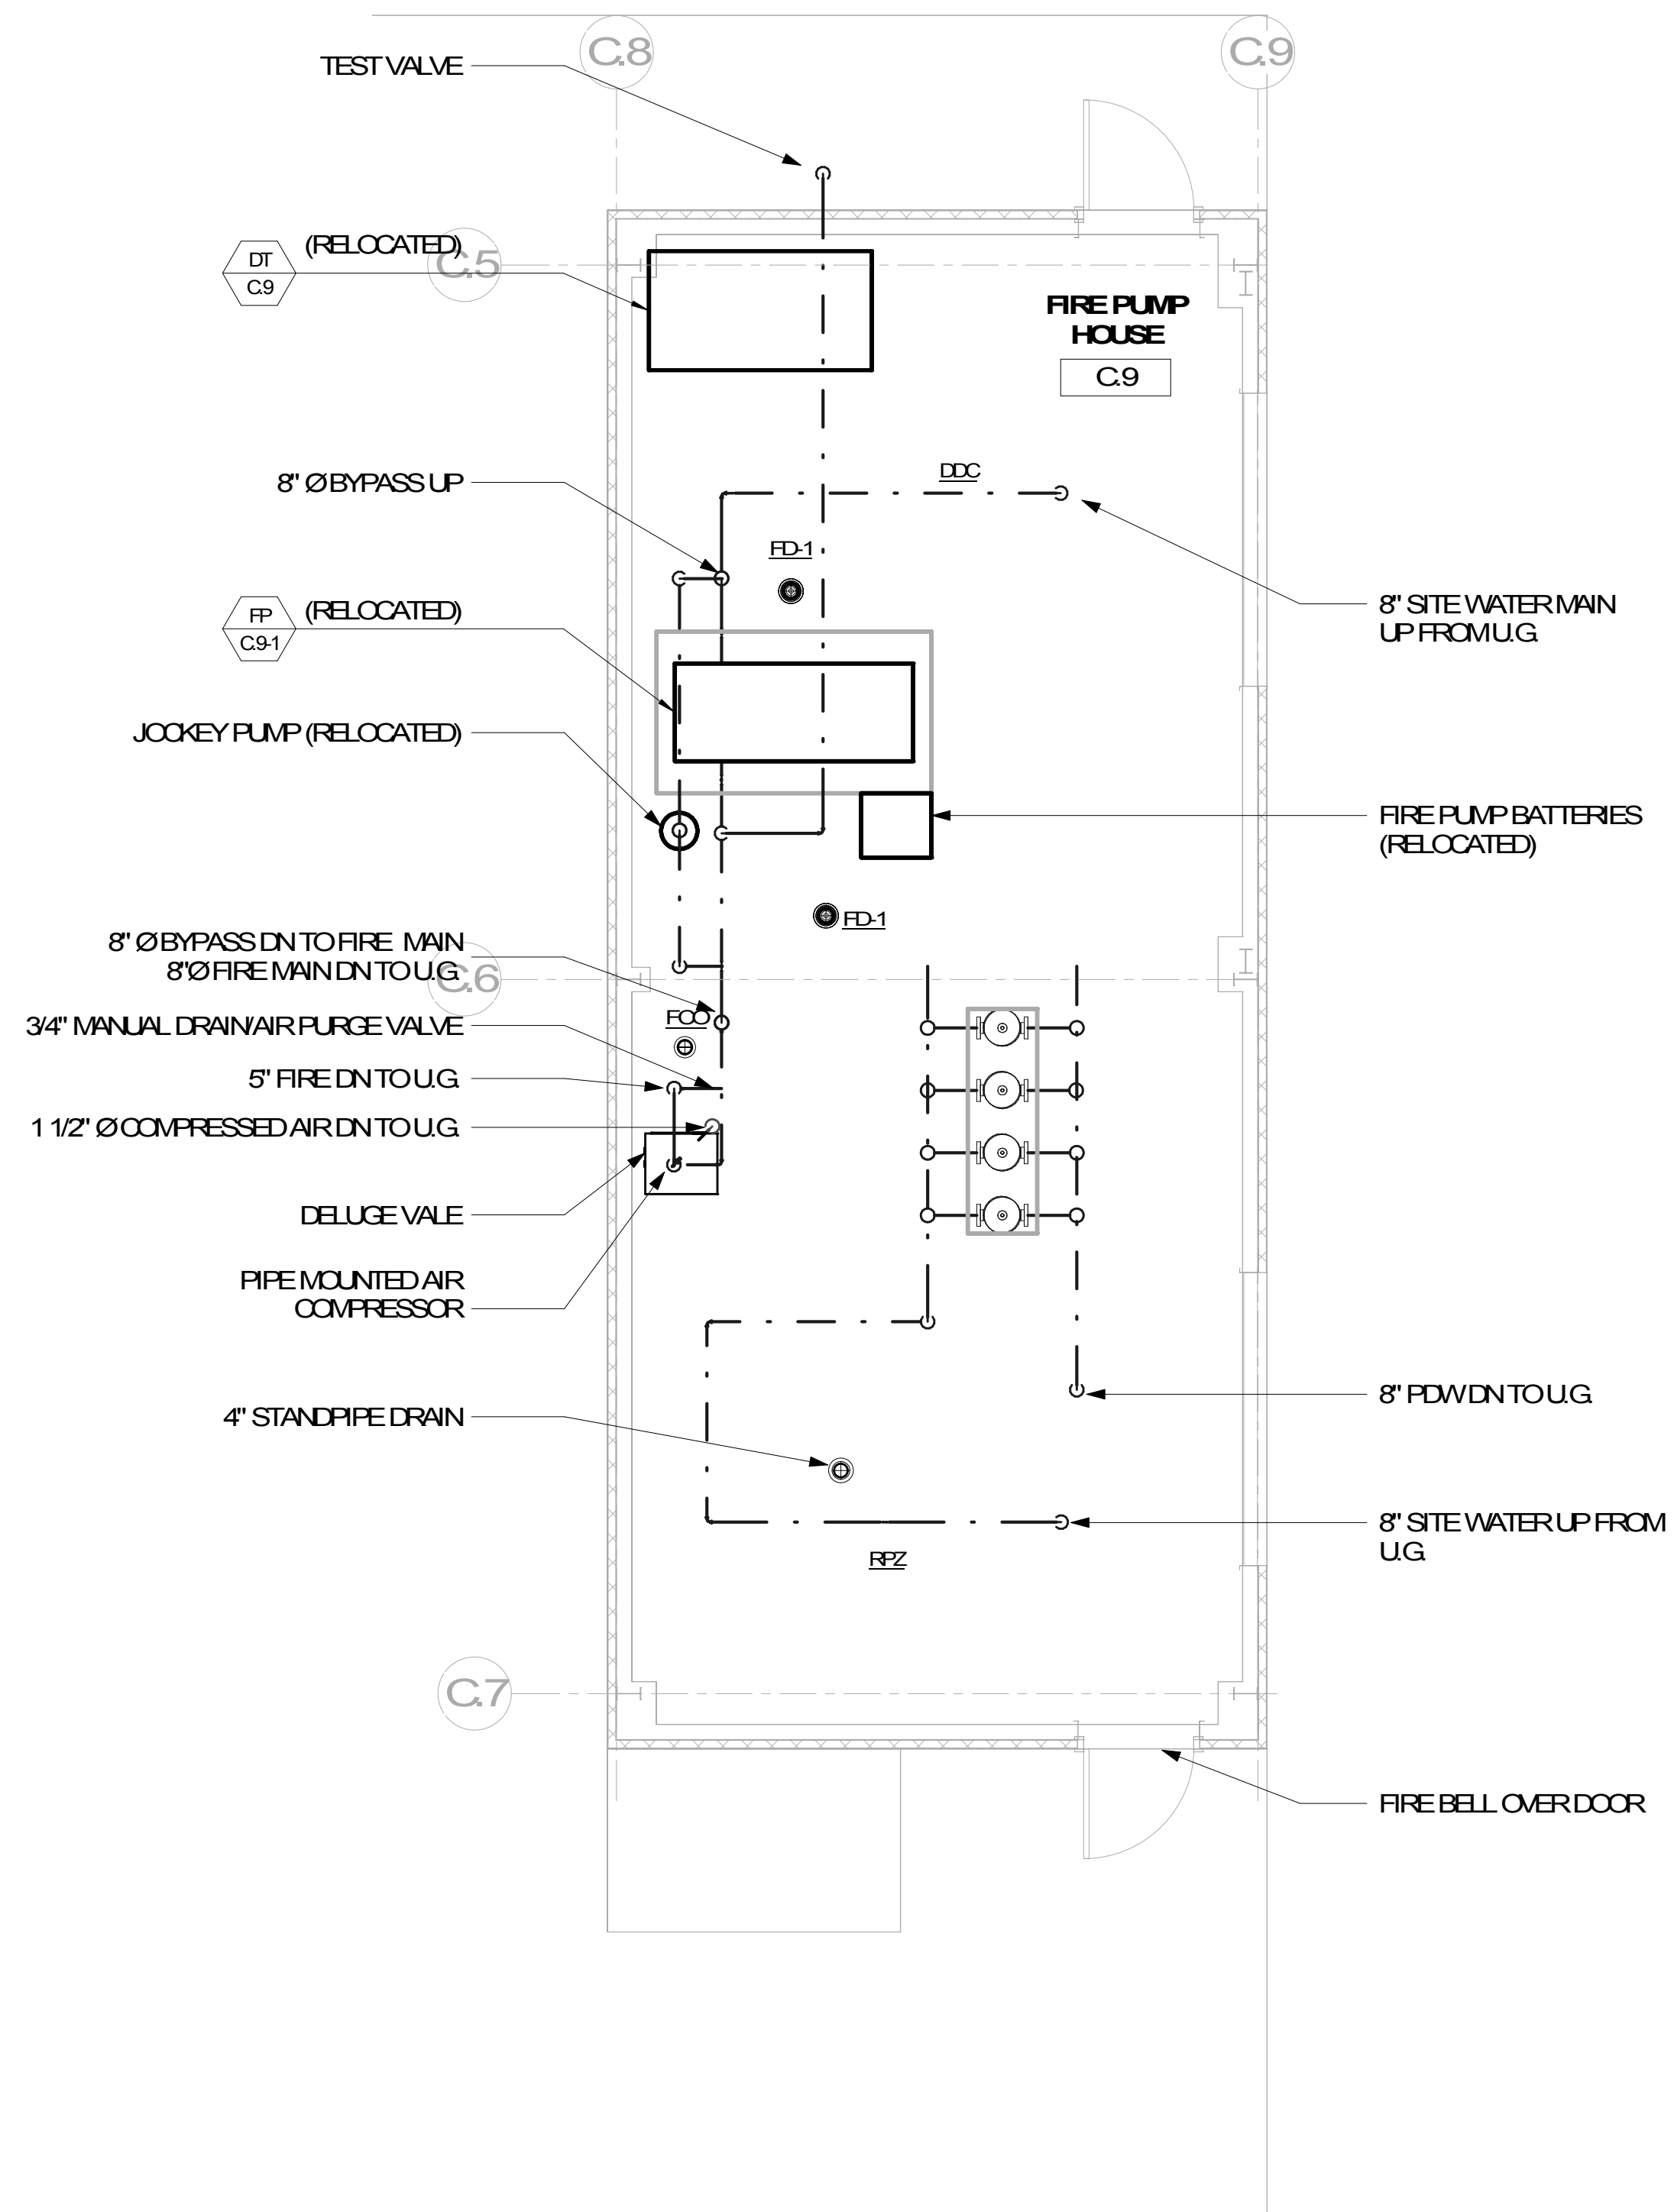 C.8
C.9
TEST VALVE
(RELOCATED)
DT
C.9
C.5
FIRE PUMP
HOUSE
C.9
8" Ø BYPASS UP
DDC
FD-1
FP
C.9-1
(RELOCATED)
8" SITE WATER MAIN
UP FROM U.G.
JOCKEY PUMP (RELOCATED)
FIRE PUMP BATTERIES
(RELOCATED)
FD-1
8" Ø BYPASS DN TO FIRE MAIN
8"Ø FIRE MAIN DN TO U.G.
C.6
FCO
3/4" MANUAL DRAIN/AIR PURGE VALVE
5" FIRE DN TO U.G.
1 1/2" Ø COMPRESSED AIR DN TO U.G.
DELUGE VALE
PIPE MOUNTED AIR
COMPRESSOR
8" PDW DN TO U.G.
4" STANDPIPE DRAIN
8" SITE WATER UP FROM
U.G.
RPZ
C.7
FIRE BELL OVER DOOR